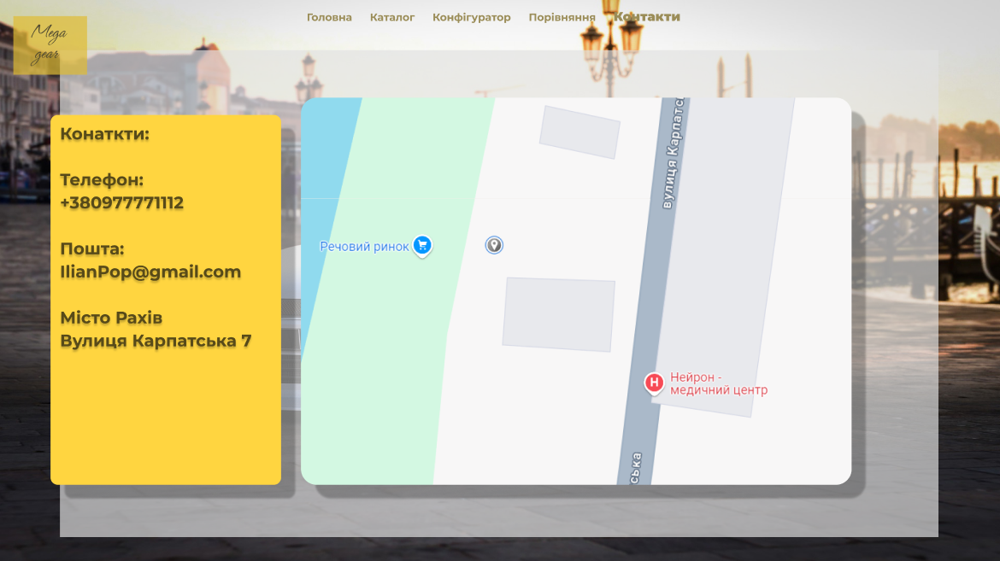 Головна Каталог Конфігуратор Порівняння Контакти
Mega
gear
Конаткти:
Телефон:
+380977771112
Пошта:
IlianPop@gmail.com
Місто Рахів
Вулиця Карпатська 7
вулиця Карпатс
Речовий ринок
H
Нейрон -
медичний центр
ська